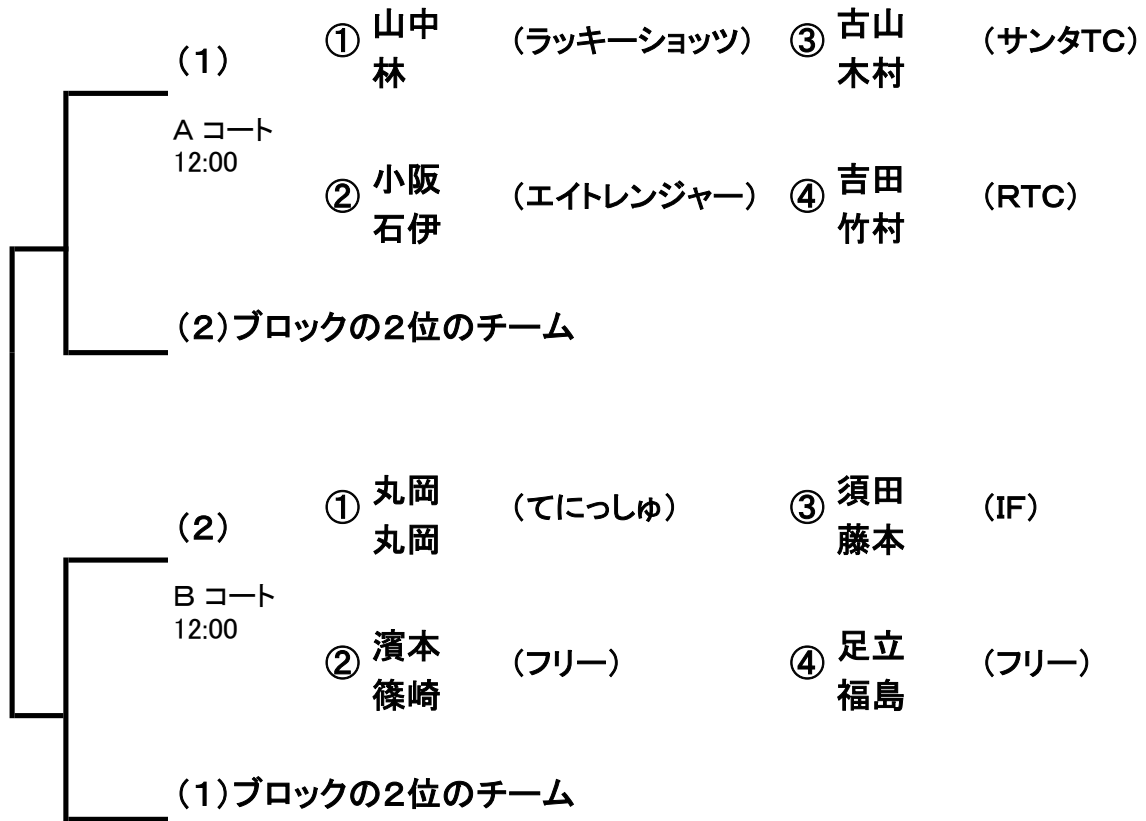 （１）
① 山中 （ラッキーショッツ） ③ 古山 （サンタTC）
林 木村
A コート
12:00
② 小阪 （エイトレンジャー） ④ 吉田 （RTC）
石伊 竹村
（２）ブロックの２位のチーム
（２）
① 丸岡 （てにっしゅ） ③ 須田 （IF）
丸岡 藤本
B コート
12:00
② 濱本 （フリー） ④ 足立 （フリー）
篠崎 福島
（１）ブロックの２位のチーム